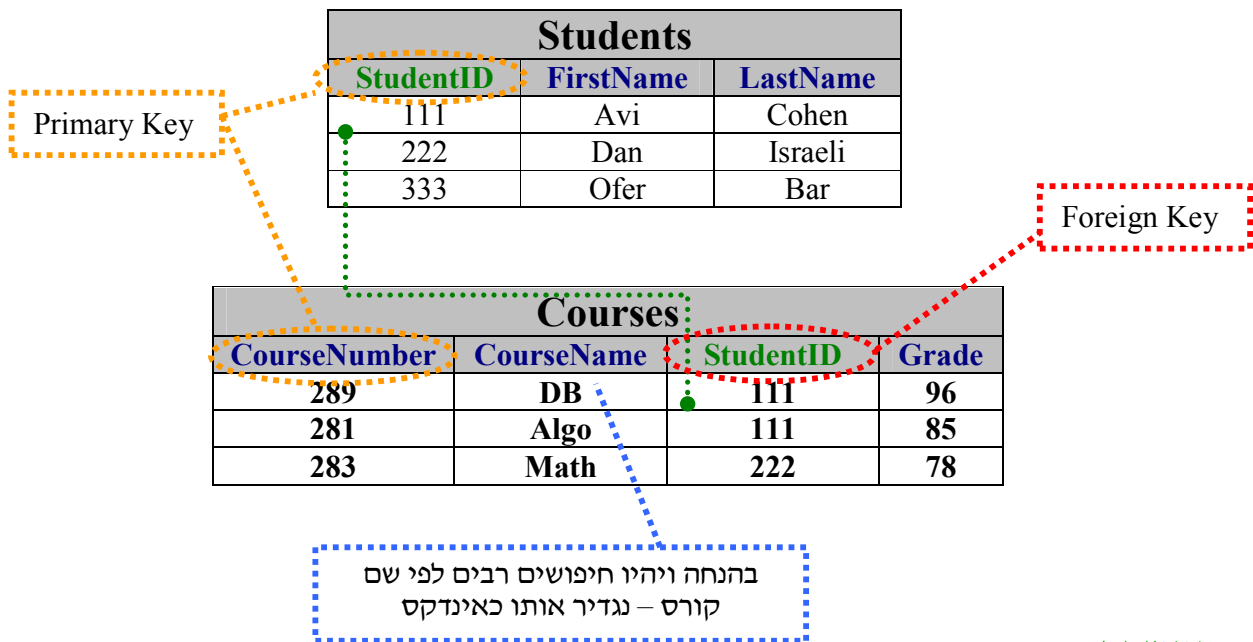 Students
StudentID FirstName LastName
111 Avi Cohen
222 Dan Israeli
333 Ofer Bar
Primary Key
Foreign Key
Courses
CourseNumber CourseName StudentID Grade
289 DB 111 96
281 Algo 111 85
283 Math 222 78
בהנחה ויהיו חיפושים רבים לפי שם
קורס – נגדיר אותו כאינדקס